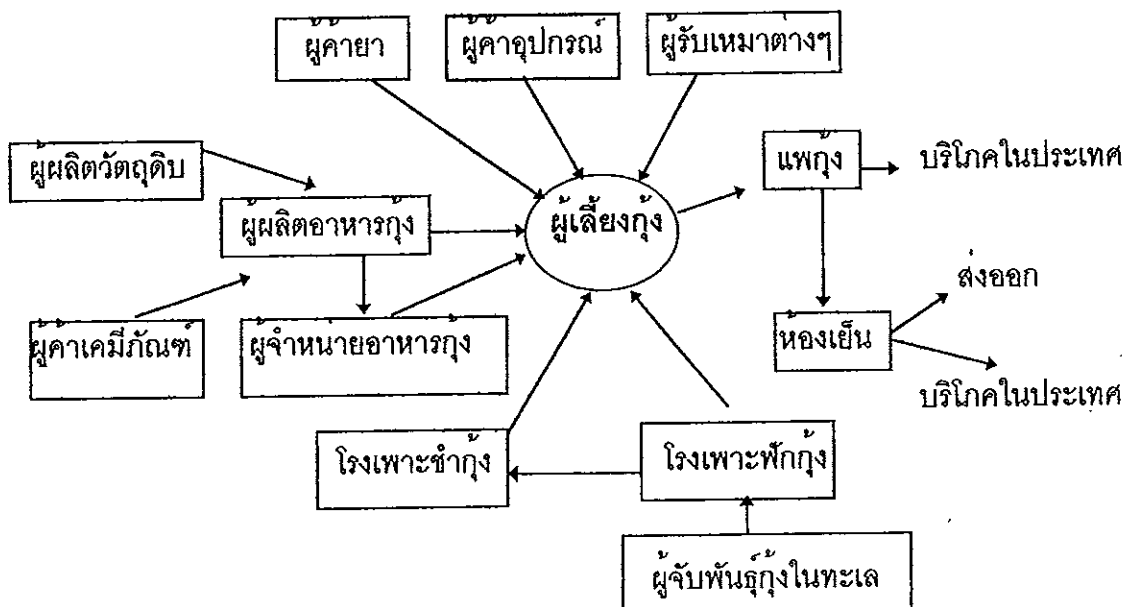 ผู้ค้ายา
ผู้ค้าอุปกรณ์
ผู้รับเหมาต่างๆ
ผู้ผลิตวัตถุดิบ
ผู้ผลิตอาหารกุ้ง
ผู้เลี้ยงกุ้ง
แพกุ้ง
บริโภคในประเทศ
ส่งออก
ผู้ค้าเคมีภัณฑ์
ผู้จำหน่ายอาหารกุ้ง
ห้องเย็น
บริโภคในประเทศ
โรงเพาะชำกุ้ง
โรงเพาะฟักกุ้ง
ผู้จับพันธุ์กุ้งในทะเล